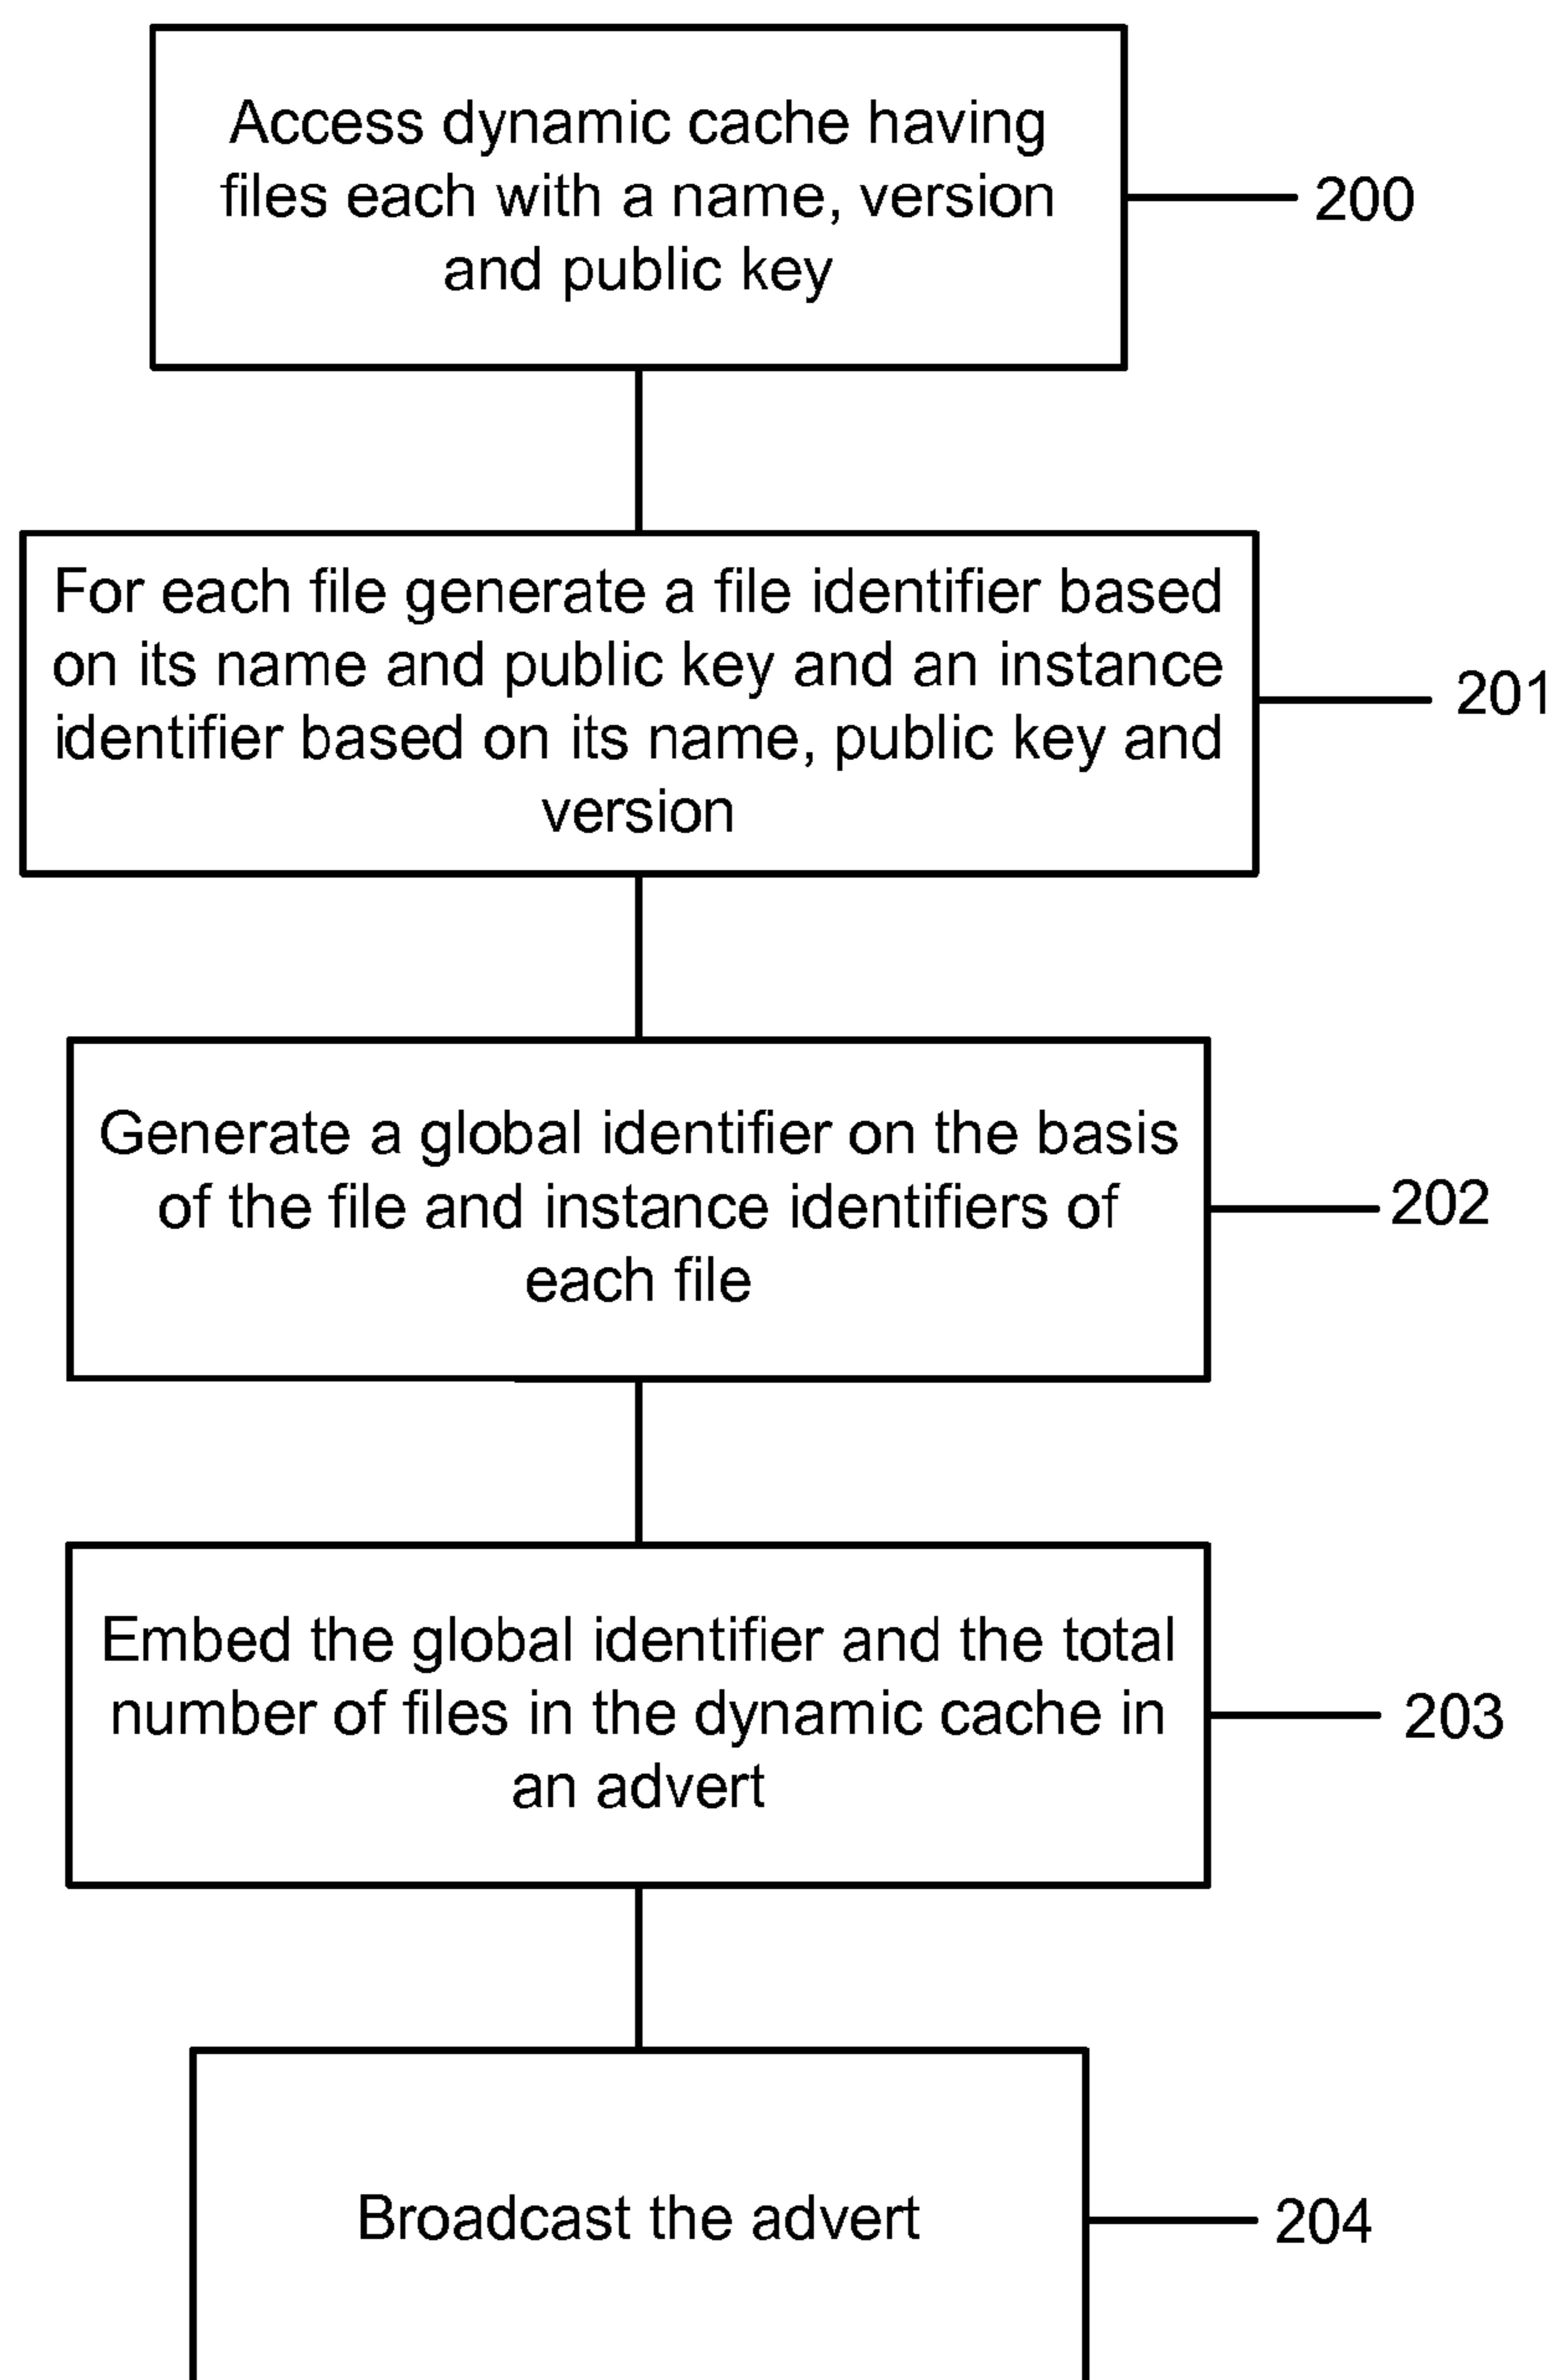 Access dynamic cache having
files each with a name, version
and public key
200
For each file generate a file identifier based
on its name and public key and an instance
identifier based on its name, public key and
version
201
Generate a global identifier on the basis
of the file and instance identifiers of
each file
202
Embed the global identifier and the total
number of files in the dynamic cache in
an advert
203
Broadcast the advert
204